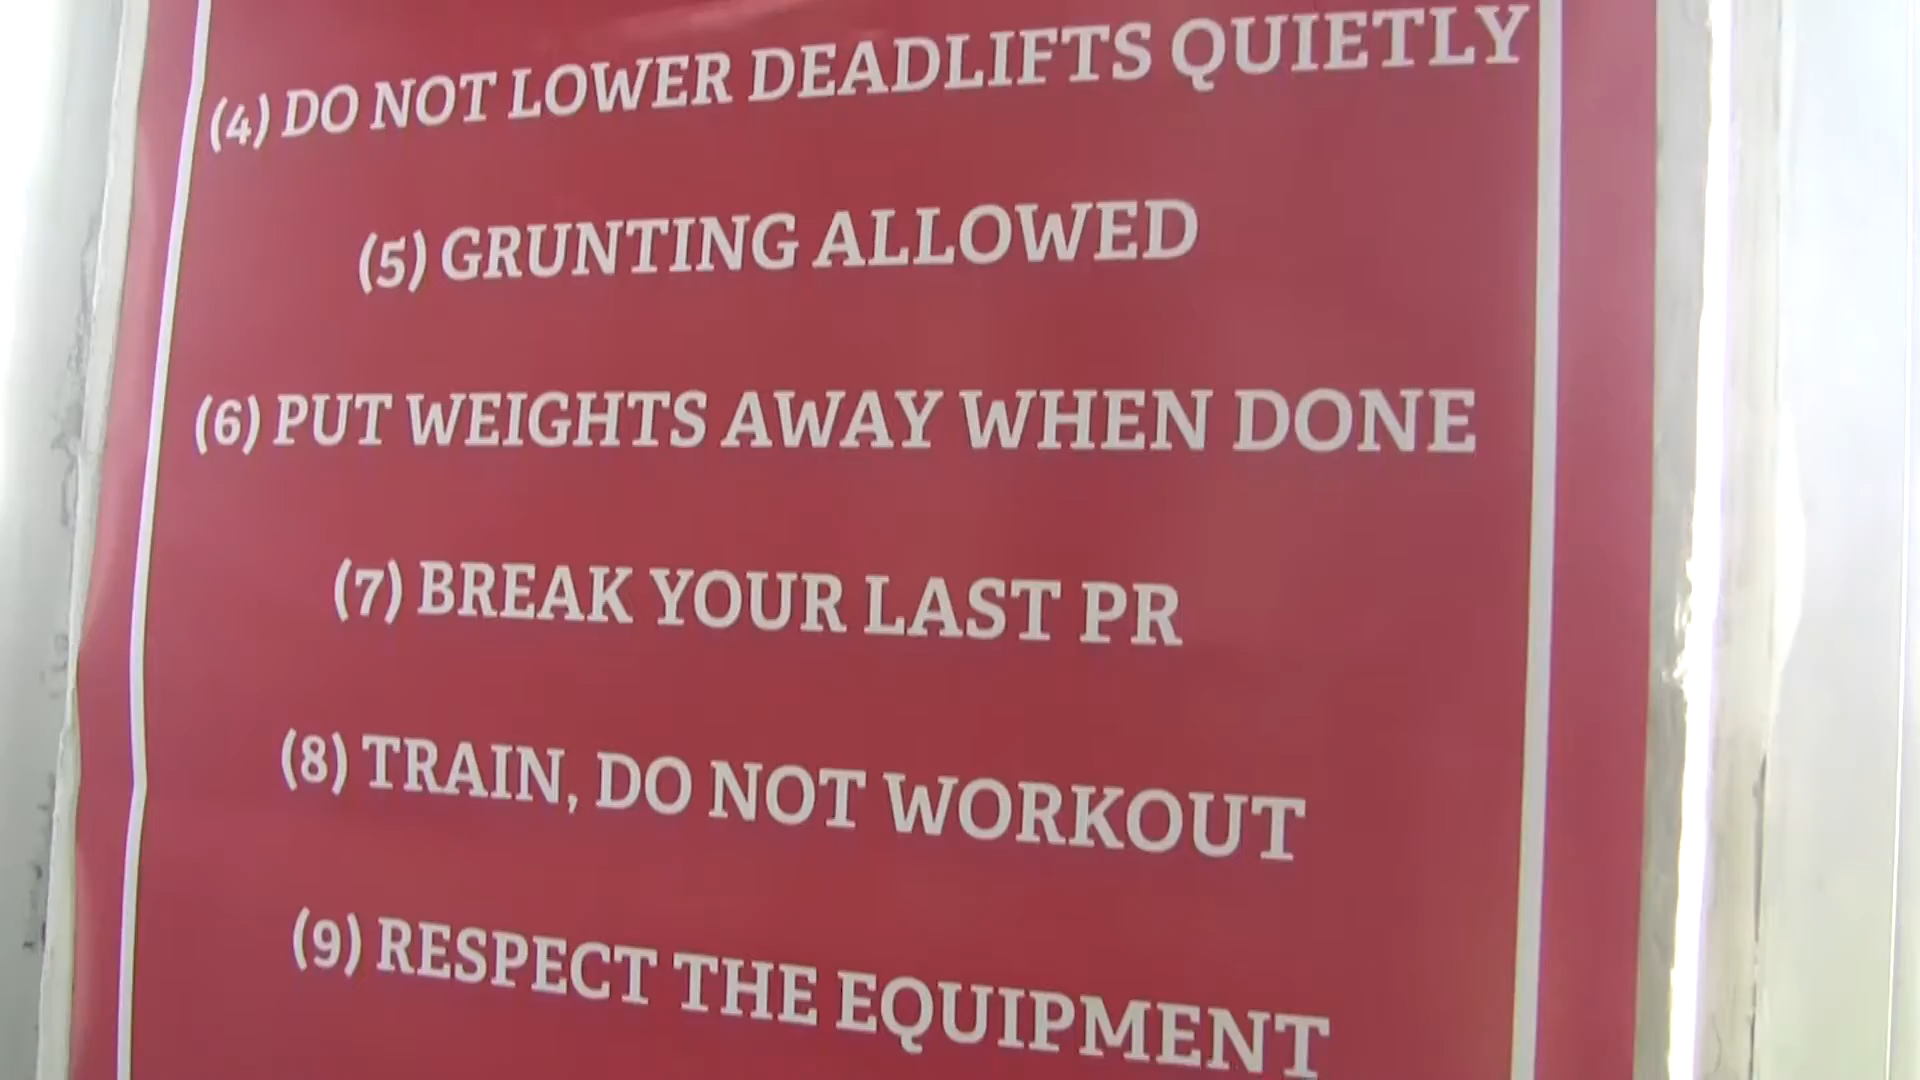 (4) DO NOT LOWER DEADLIFTS QUIETLY
(5) GRUNTING ALLOWED
(6) PUT WEIGHTS AWAY WHEN DONE
(7) BREAK YOUR LAST PR
(8) TRAIN, DO NOT WORKOUT
(9) RESPECT THE EQUIPMENT